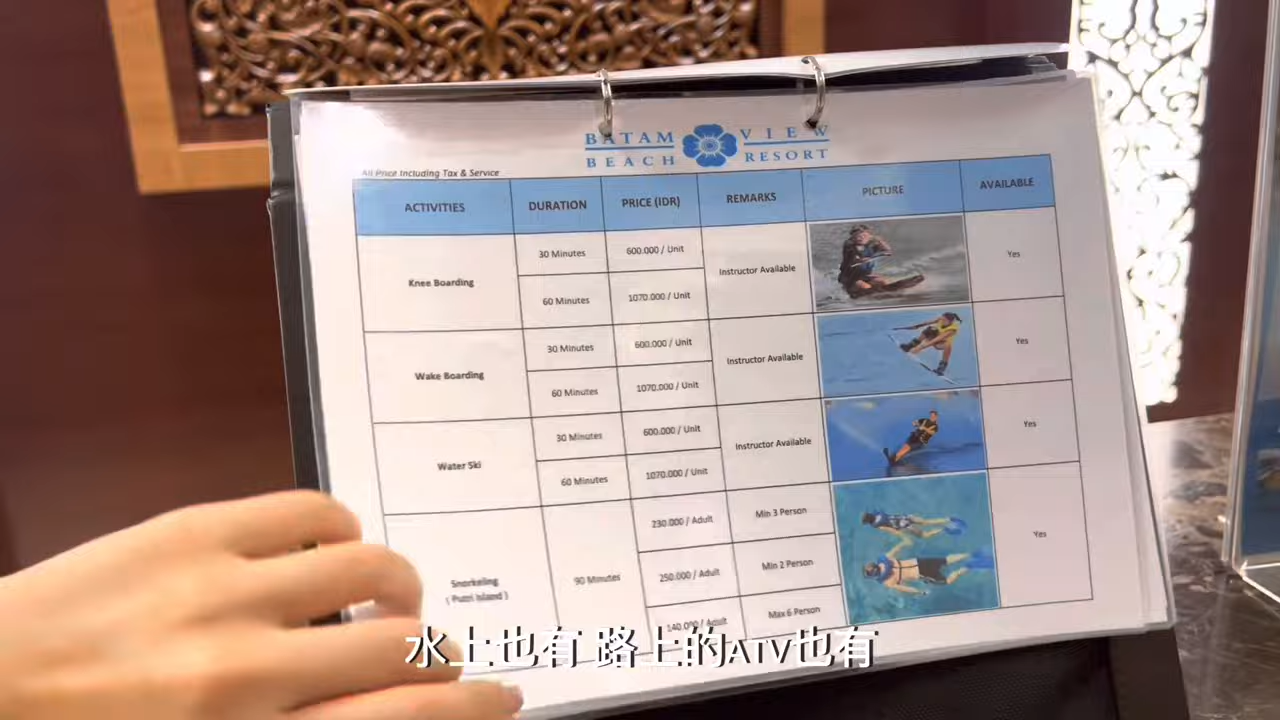 BATAM VIEW
BEACH RESORT
All Price Including Tax & Service
ACTIVITIES DURATION PRICE (IDR) REMARKS PICTURE AVAILABLE
Knee Boarding 30 Minutes 600.000 / Unit Instructor Available Yes
60 Minutes 1070.000 / Unit
Wake Boarding 30 Minutes 600.000 / Unit Instructor Available Yes
60 Minutes 1070.000 / Unit
Water Ski 30 Minutes 600.000 / Unit Instructor Available Yes
60 Minutes 1070.000 / Unit
Snorkeling
( Putri Island ) 90 Minutes 230.000 / Adult Min 3 Person Yes
250.000 / Adult Min 2 Person
140.000 / Adult Max 6 Person
水上也有 路上的ATV也有